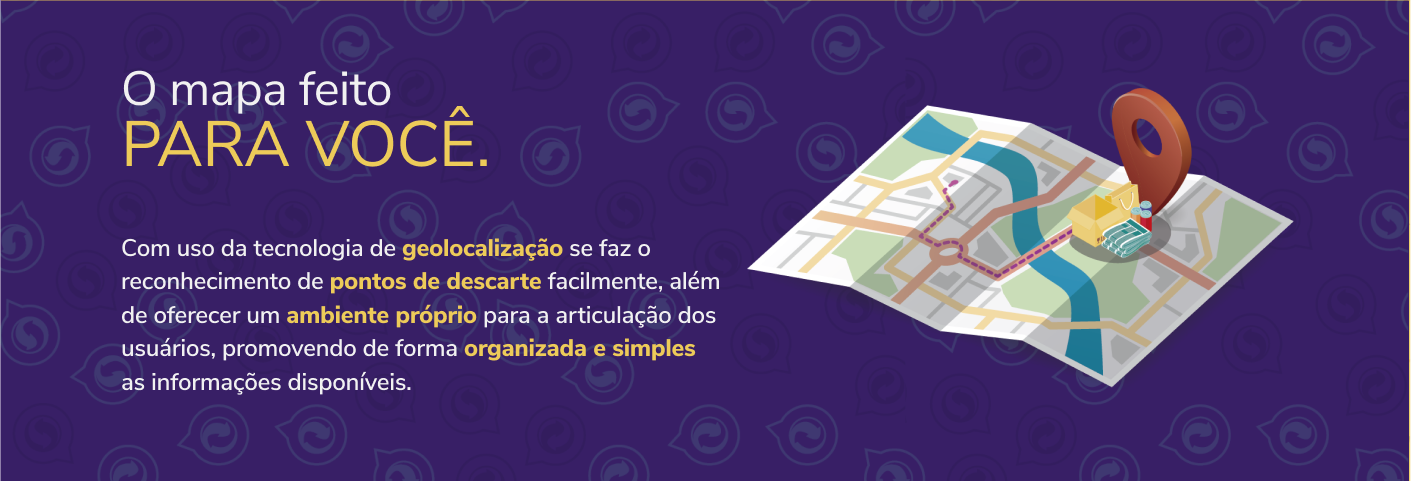 O mapa feito
PARA VOCÊ.
Com uso da tecnologia de geolocalização se faz o
reconhecimento de pontos de descarte facilmente, além
de oferecer um ambiente próprio para a articulação dos
usuários, promovendo de forma organizada e simples
as informações disponíveis.